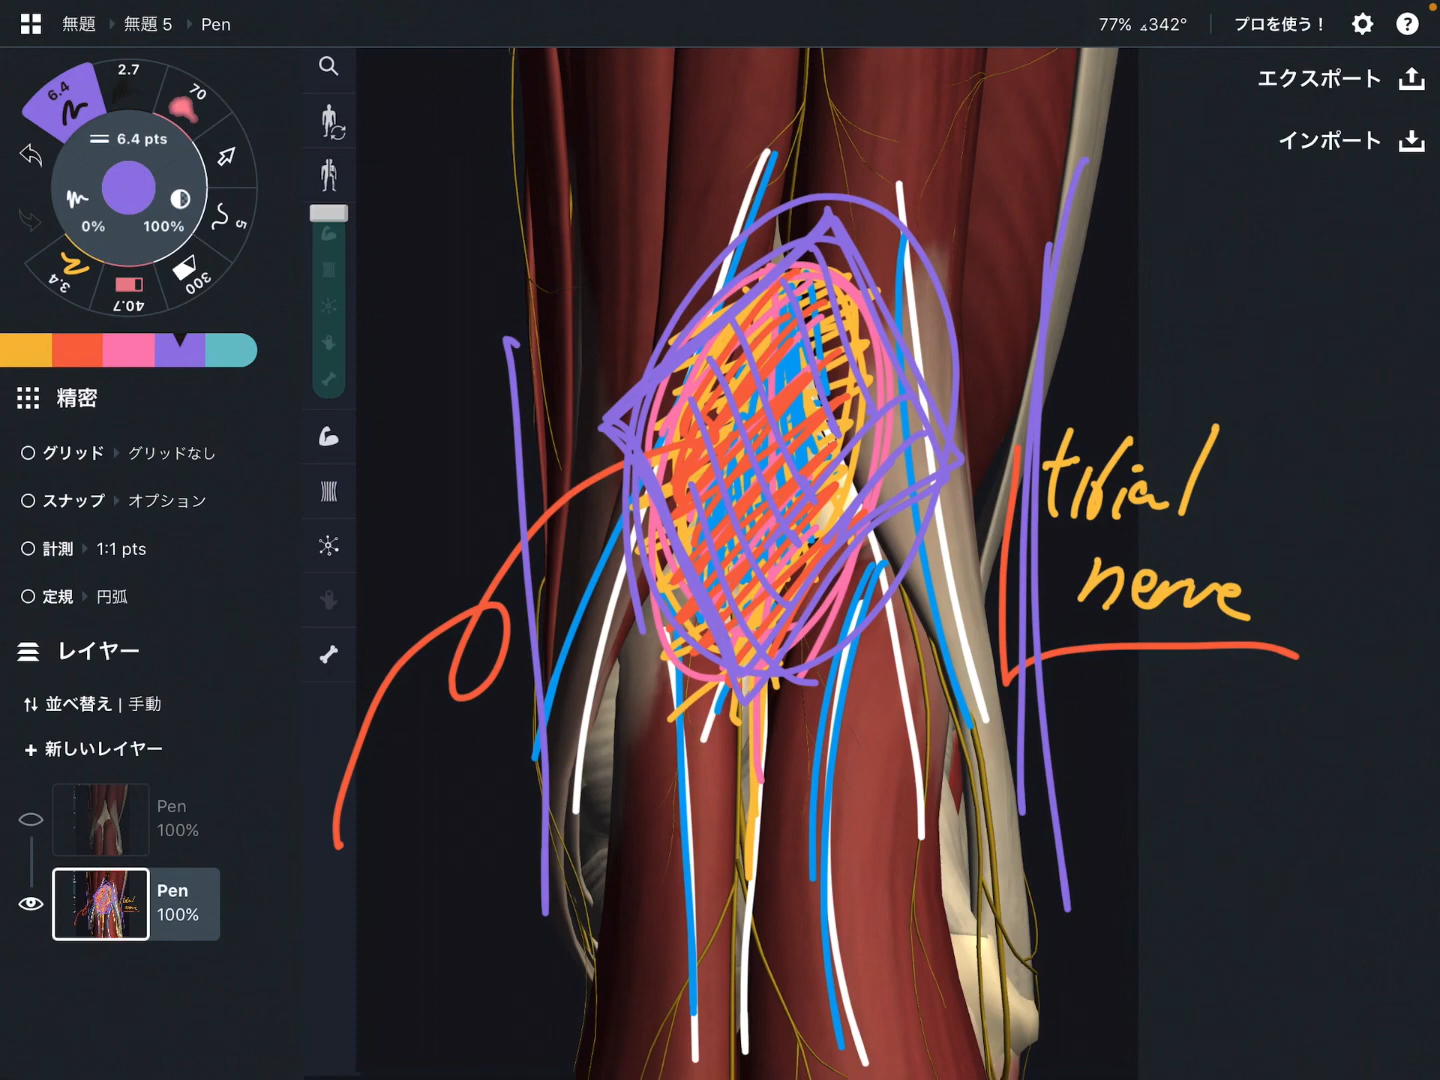 無題 無題 5 Pen
77% ⊿342° プロを使う！
エクスポート
インポート
6.4
2.7
70
5
300
40.7
3.4
6.4 pts
0% 100%
精密
グリッド グリッドなし
スナップ オプション
計測 1:1 pts
定規 円弧
レイヤー
並べ替え | 手動
+ 新しいレイヤー
Pen
100%
Pen
100%
tibial
nerve